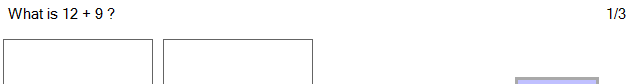 What is 12 + 9 ? 1/3